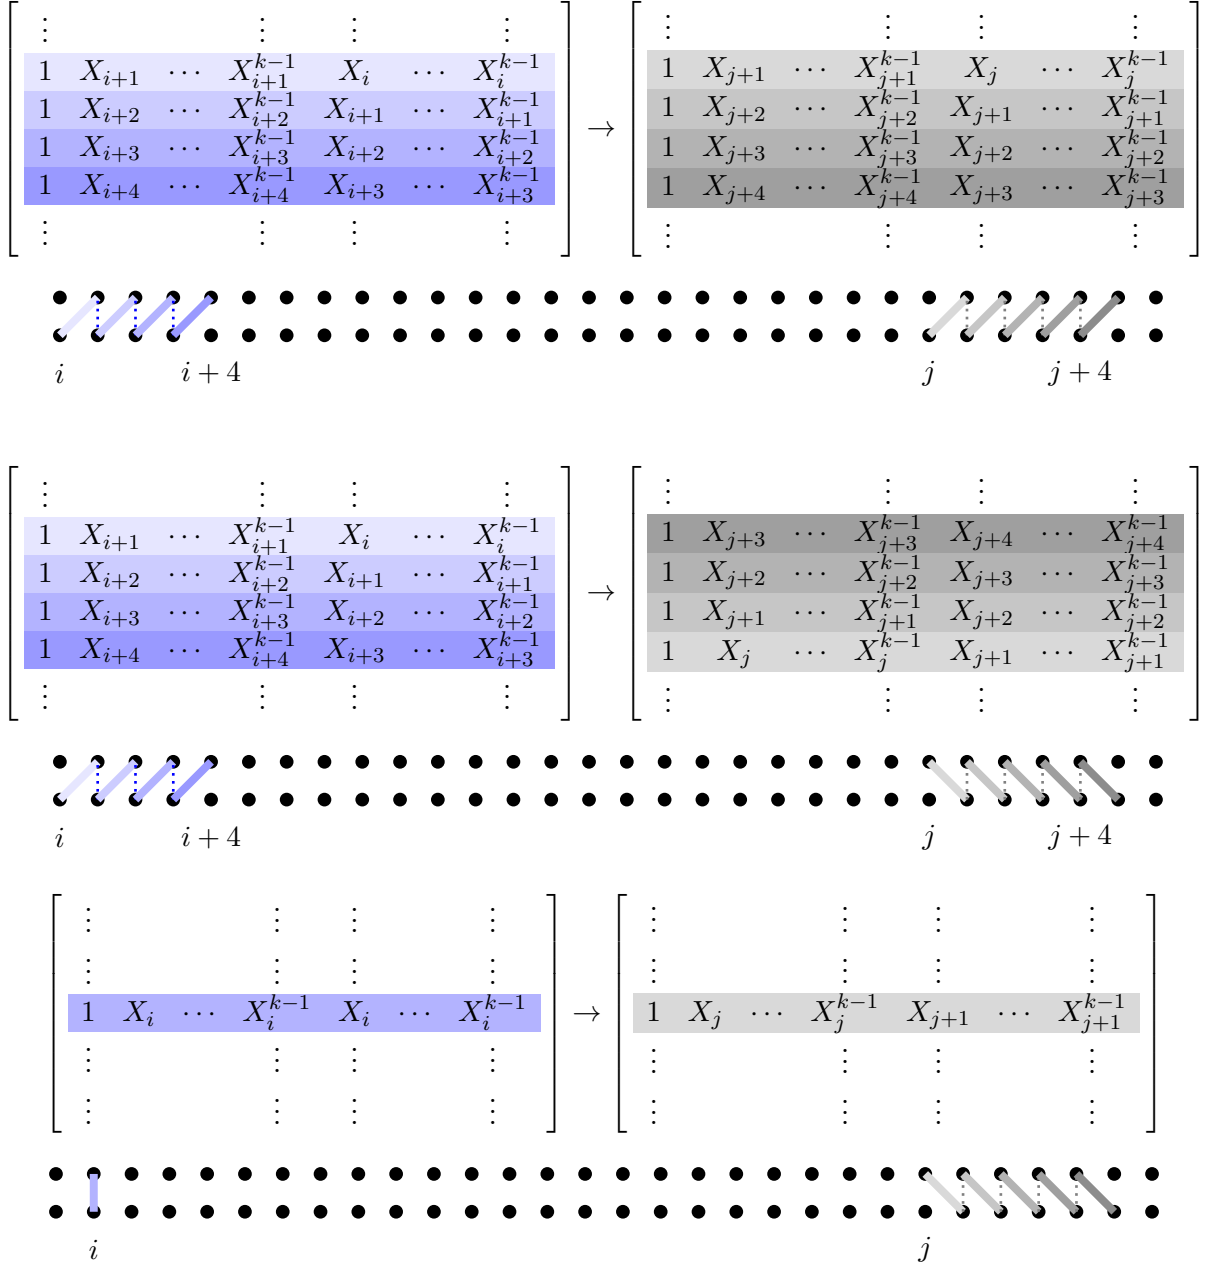 ⋮ ⋮ ⋮ ⋮ ⋮ ⋮ ⋮ ⋮
1 X_{i+1} ⋯ X_{i+1}^{k-1} X_i ⋯ X_i^{k-1} 1 X_{j+1} ⋯ X_{j+1}^{k-1} X_j ⋯ X_j^{k-1}
1 X_{i+2} ⋯ X_{i+2}^{k-1} X_{i+1} ⋯ X_{i+1}^{k-1} → 1 X_{j+2} ⋯ X_{j+2}^{k-1} X_{j+1} ⋯ X_{j+1}^{k-1}
1 X_{i+3} ⋯ X_{i+3}^{k-1} X_{i+2} ⋯ X_{i+2}^{k-1} 1 X_{j+3} ⋯ X_{j+3}^{k-1} X_{j+2} ⋯ X_{j+2}^{k-1}
1 X_{i+4} ⋯ X_{i+4}^{k-1} X_{i+3} ⋯ X_{i+3}^{k-1} 1 X_{j+4} ⋯ X_{j+4}^{k-1} X_{j+3} ⋯ X_{j+3}^{k-1}
⋮ ⋮ ⋮ ⋮ ⋮ ⋮ ⋮ ⋮
i i + 4 j j + 4
⋮ ⋮ ⋮ ⋮ ⋮ ⋮ ⋮ ⋮
1 X_{i+1} ⋯ X_{i+1}^{k-1} X_i ⋯ X_i^{k-1} 1 X_{j+3} ⋯ X_{j+3}^{k-1} X_{j+4} ⋯ X_{j+4}^{k-1}
1 X_{i+2} ⋯ X_{i+2}^{k-1} X_{i+1} ⋯ X_{i+1}^{k-1} → 1 X_{j+2} ⋯ X_{j+2}^{k-1} X_{j+3} ⋯ X_{j+3}^{k-1}
1 X_{i+3} ⋯ X_{i+3}^{k-1} X_{i+2} ⋯ X_{i+2}^{k-1} 1 X_{j+1} ⋯ X_{j+1}^{k-1} X_{j+2} ⋯ X_{j+2}^{k-1}
1 X_{i+4} ⋯ X_{i+4}^{k-1} X_{i+3} ⋯ X_{i+3}^{k-1} 1 X_j ⋯ X_j^{k-1} X_{j+1} ⋯ X_{j+1}^{k-1}
⋮ ⋮ ⋮ ⋮ ⋮ ⋮ ⋮ ⋮
i i + 4 j j + 4
⋮ ⋮ ⋮ ⋮ ⋮ ⋮ ⋮ ⋮
⋮ ⋮ ⋮ ⋮ ⋮ ⋮ ⋮ ⋮
1 X_i ⋯ X_i^{k-1} X_i ⋯ X_i^{k-1} → 1 X_j ⋯ X_j^{k-1} X_{j+1} ⋯ X_{j+1}^{k-1}
⋮ ⋮ ⋮ ⋮ ⋮ ⋮ ⋮ ⋮
⋮ ⋮ ⋮ ⋮ ⋮ ⋮ ⋮ ⋮
i j